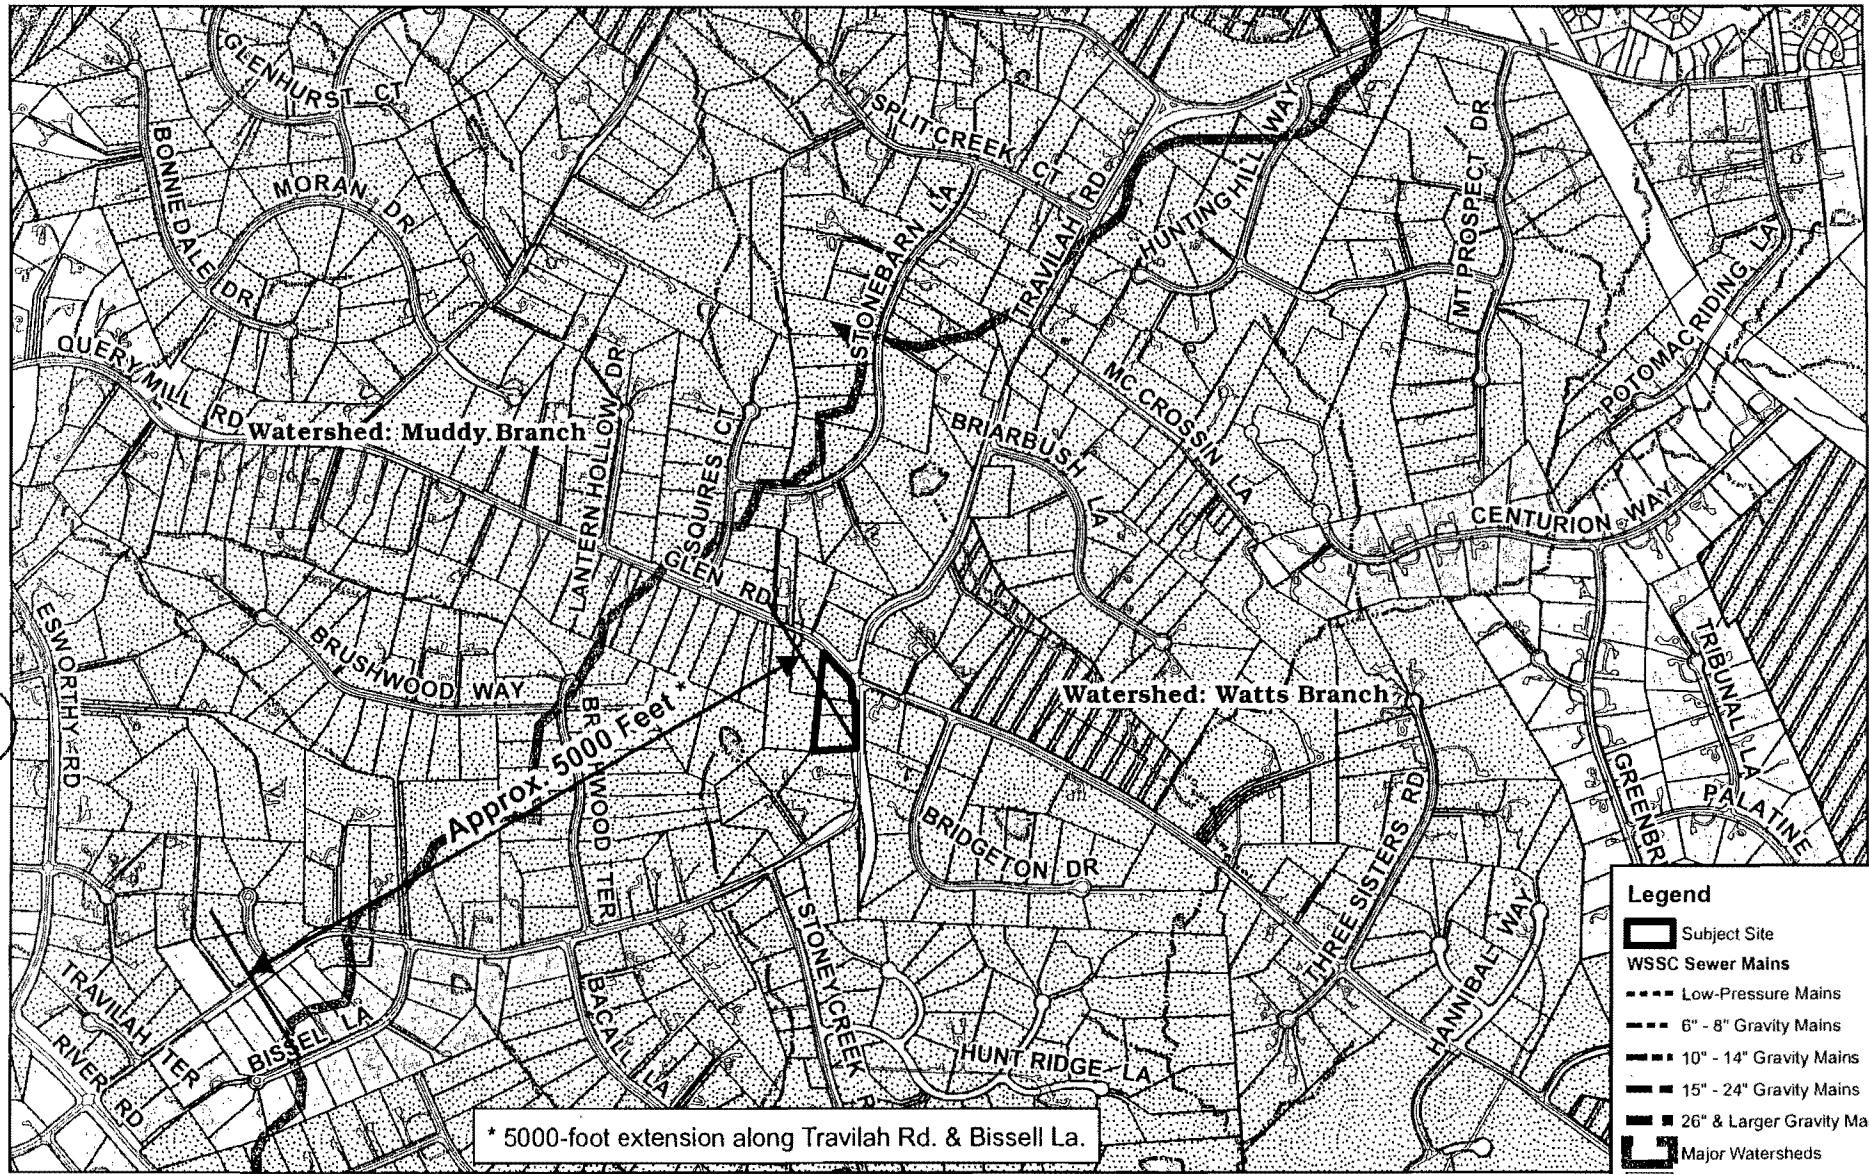 GLENHURST CT
SPLIT CREEK CT
HUNTING HILL WAY
MT PROSPECT DR
BONNIE DALE DR
MORAN DR
STONEBARN LA
TRAVILAH RD
POTOMAC RIDING LA
QUERY MILL RD
Watershed: Muddy Branch
LANTERN HOLLOW DR
SQUIRES CT
BRIARBUSH LA
MC CROSSIN LA
CENTURION WAY
GLEN RD
ESWORTHY RD
BRUSHWOOD WAY
Watershed: Watts Branch
TRIBUNAL LA
Approx. 5000 Feet *
WOOD TER
BRIDGETON DR
THREE SISTERS RD
GREENBR
PALATINE
STONEY CREEK R
HANNIBAL WAY
TRAVILAH TER
RIVER RD
BISSEL LA
BACALL LA
HUNT RIDGE LA
* 5000-foot extension along Travilah Rd. & Bissell La.
Legend
Subject Site
WSSC Sewer Mains
Low-Pressure Mains
6" - 8" Gravity Mains
10" - 14" Gravity Mains
15" - 24" Gravity Mains
26" & Larger Gravity Ma
Major Watersheds